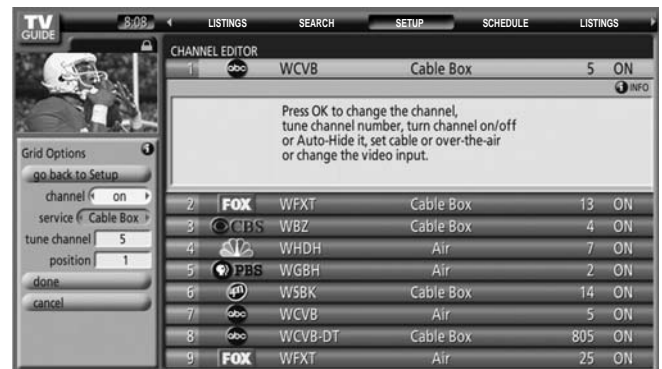 TV GUIDE
8:08
LISTINGS SEARCH SETUP SCHEDULE LISTINGS
CHANNEL EDITOR
1 abc WCVB Cable Box 5 ON
i INFO
Press OK to change the channel,
tune channel number, turn channel on/off
or Auto-Hide it, set cable or over-the-air
or change the video input.
Grid Options i
go back to Setup
channel on
service Cable Box
tune channel 5
position 1
done
cancel
2 FOX WFXT Cable Box 13 ON
3 CBS WBZ Cable Box 4 ON
4 WHDH Air 7 ON
5 PBS WGBH Air 2 ON
6 WSBK Cable Box 14 ON
7 abc WCVB Air 5 ON
8 abc WCVB-DT Cable Box 805 ON
9 FOX WFXT Air 25 ON